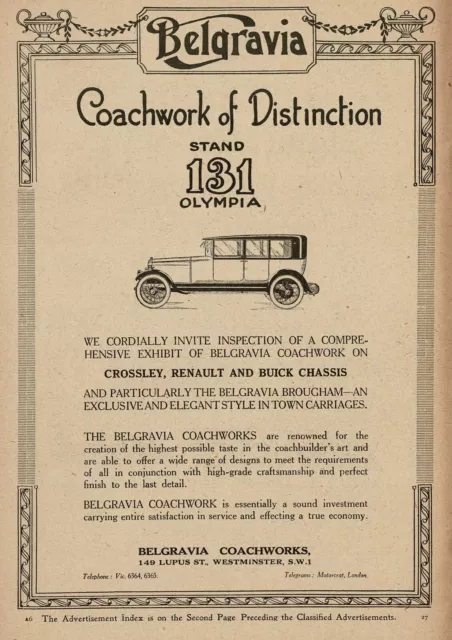 Belgravia
Coachwork of Distinction
STAND
131
OLYMPIA
WE CORDIALLY INVITE INSPECTION OF A COMPRE-
HENSIVE EXHIBIT OF BELGRAVIA COACHWORK ON
CROSSLEY, RENAULT AND BUICK CHASSIS
AND PARTICULARLY THE BELGRAVIA BROUGHAM—AN
EXCLUSIVE AND ELEGANT STYLE IN TOWN CARRIAGES.
THE BELGRAVIA COACHWORKS are renowned for the
creation of the highest possible taste in the coachbuilder's art and
are able to offer a wide range of designs to meet the requirements
of all in conjunction with high-grade craftsmanship and perfect
finish to the last detail.
BELGRAVIA COACHWORK is essentially a sound investment
carrying entire satisfaction in service and effecting a true economy.
BELGRAVIA COACHWORKS,
149 LUPUS ST., WESTMINSTER, S.W.1
Telephone: Vic. 6364, 6365. Telegrams: Motorcoat, London.
46 The Advertisement Index is on the Second Page Preceding the Classified Advertisements. 27